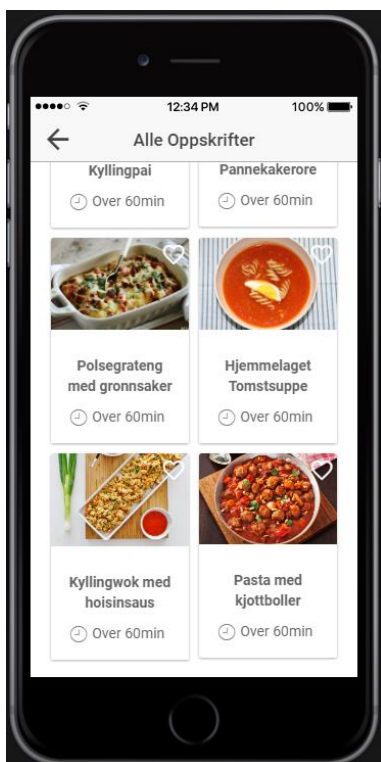 12:34 PM 100%
Alle Oppskrifter
Kyllingpai Pannekakerore
Over 60min Over 60min
Polsegrateng Hjemmelaget
med gronnsaker Tomstsuppe
Over 60min Over 60min
Kyllingwok med Pasta med
hoisinsaus kjottboller
Over 60min Over 60min